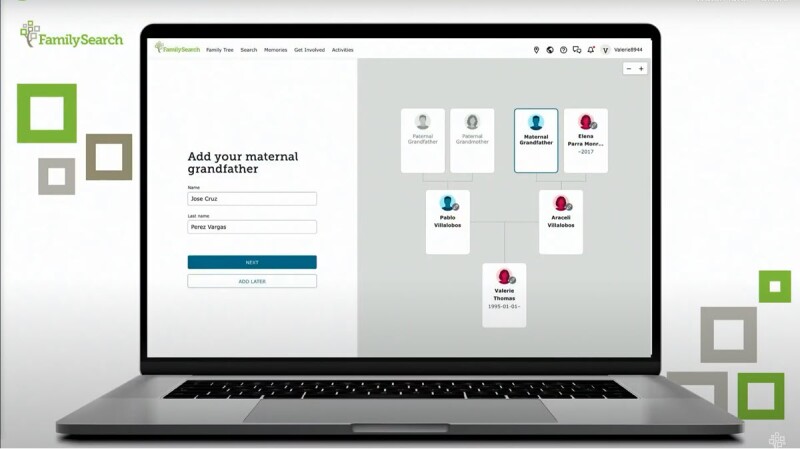 FamilySearch
FamilySearch
Family Tree Search Memories Get Involved Activities
V Valerie8944
− +
Add your maternal
grandfather
Name
Jose Cruz
Last name
Perez Vargas
NEXT
ADD LATER
Paternal
Grandfather
Paternal
Grandmother
Maternal
Grandfather
Elena
Parra Monr...
–2017
Pablo
Villalobos
Araceli
Villalobos
Valerie
Thomas
1995-01-01–